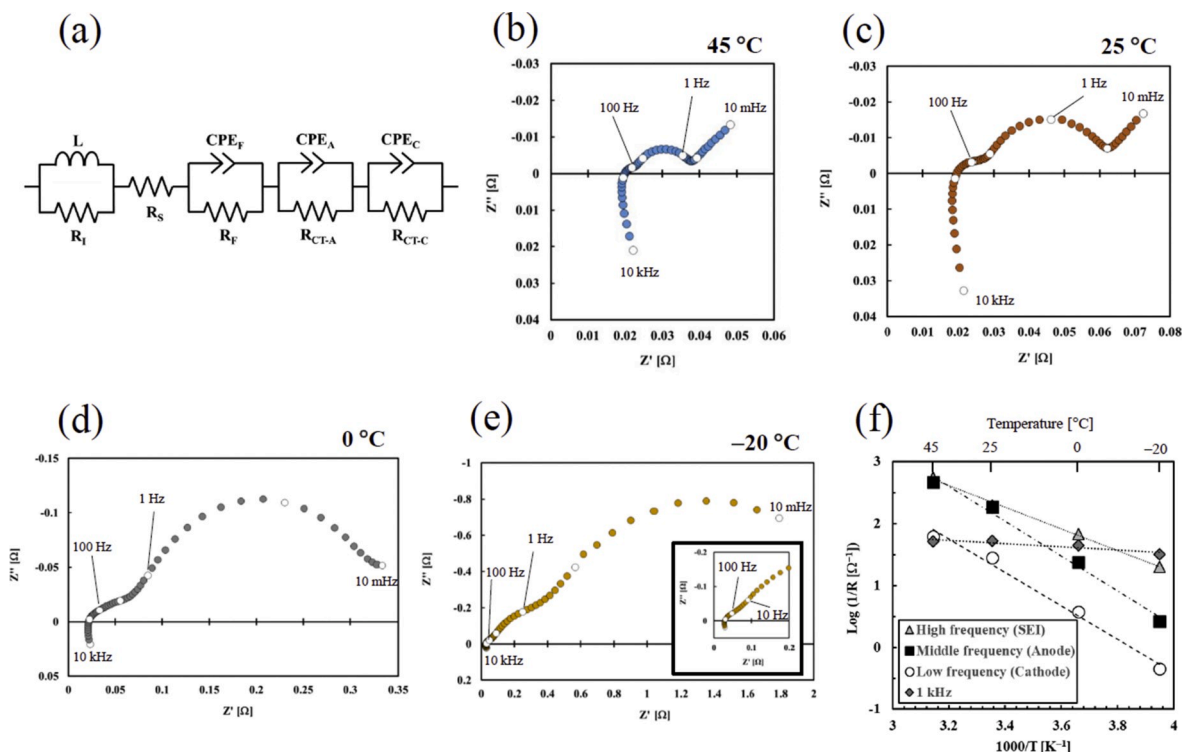 (a)
L
R_I
R_S
CPE_F
R_F
CPE_A
R_CT-A
CPE_C
R_CT-C
(b)
45 °C
-0.03
-0.02
-0.01
0
0.01
0.02
0.03
0.04
Z'' [Ω]
100 Hz
1 Hz
10 mHz
10 kHz
0 0.01 0.02 0.03 0.04 0.05 0.06
Z' [Ω]
(c)
25 °C
-0.03
-0.02
-0.01
0
0.01
0.02
0.03
0.04
Z'' [Ω]
100 Hz
1 Hz
10 mHz
10 kHz
0 0.01 0.02 0.03 0.04 0.05 0.06 0.07 0.08
Z' [Ω]
(d)
0 °C
-0.15
-0.1
-0.05
0
0.05
Z'' [Ω]
1 Hz
100 Hz
10 mHz
10 kHz
0 0.05 0.1 0.15 0.2 0.25 0.3 0.35
Z' [Ω]
(e)
–20 °C
-1
-0.8
-0.6
-0.4
-0.2
0
0.2
Z'' [Ω]
10 mHz
1 Hz
100 Hz
10 kHz
0 0.2 0.4 0.6 0.8 1 1.2 1.4 1.6 1.8 2
Z' [Ω]
-0.2
-0.1
0
0.2
Z'' [Ω]
100 Hz
10 Hz
0 0.1 0.2
Z' [Ω]
(f)
Temperature [°C]
45 25 0 –20
3
2
1
0
-1
Log (1/R [Ω⁻¹])
High frequency (SEI)
Middle frequency (Anode)
Low frequency (Cathode)
1 kHz
3 3.2 3.4 3.6 3.8 4
1000/T [K⁻¹]